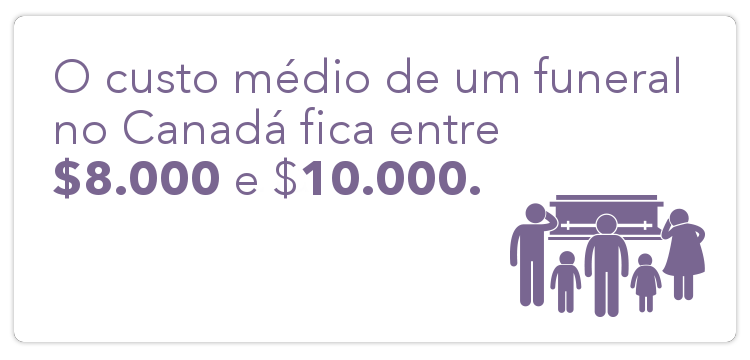 O custo médio de um funeral
no Canadá fica entre
$8.000 e $10.000.